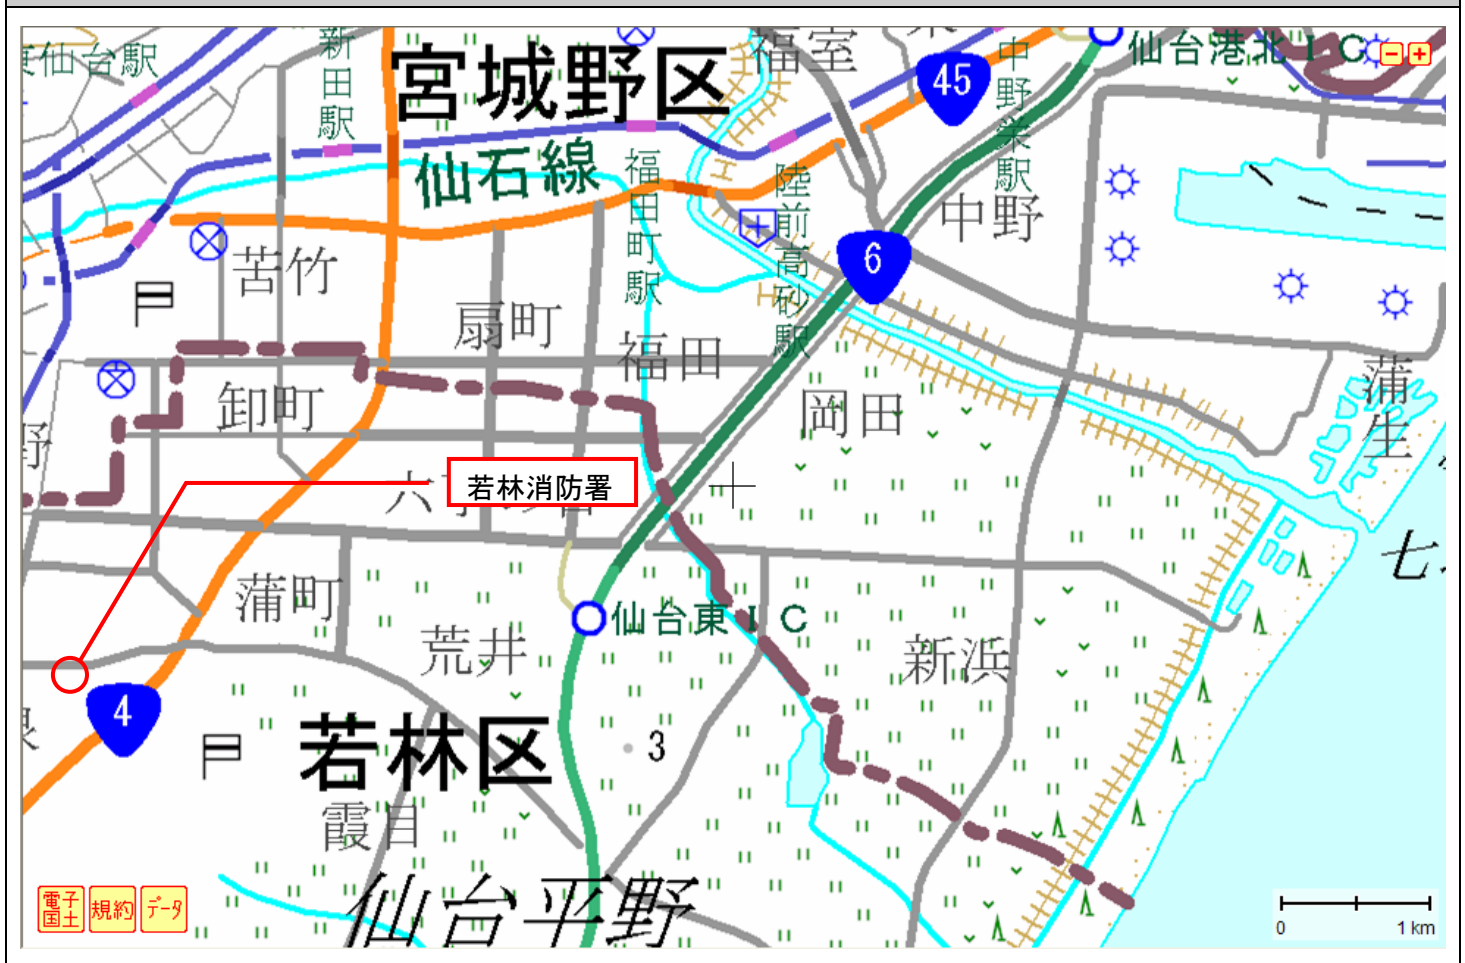 仙台駅
新田駅
宮城野区
福室
45
中野栄駅
仙台港北IC
仙石線
福田町駅
陸前高砂駅
中野
6
苦竹
扇町
福田
卸町
岡田
蒲生
野
六丁の目
若林消防署
七
蒲町
荒井
仙台東IC
新浜
4
若林区
3
霞目
仙台平野
電子国土
規約
データ
0
1 km